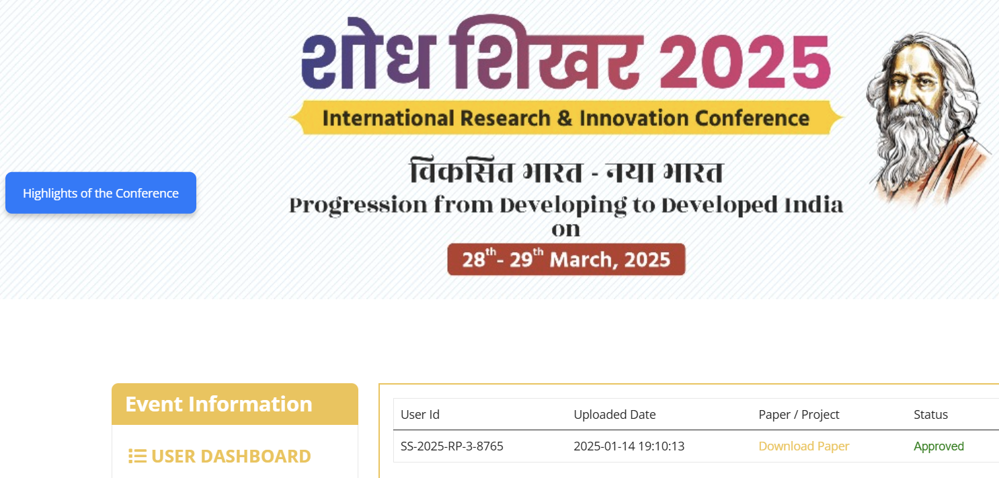 शोध शिखर 2025
International Research & Innovation Conference
विकसित भारत - नया भारत
Progression from Developing to Developed India
on
28th- 29th March, 2025
Highlights of the Conference
Event Information
USER DASHBOARD
User Id Uploaded Date Paper / Project Status
SS-2025-RP-3-8765 2025-01-14 19:10:13 Download Paper Approved